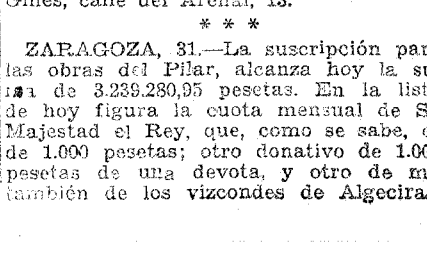 Ginés, calle del Arenal, 13.
* * *
ZARAGOZA, 31.—La suscripción par
las obras del Pilar, alcanza hoy la su
ma de 3.239.280,95 pesetas. En la list
de hoy figura la cuota mensual de S
Majestad el Rey, que, como se sabe, e
de 1.000 pesetas; otro donativo de 1.00
pesetas de una devota, y otro de m
también de los vizcondes de Algecira